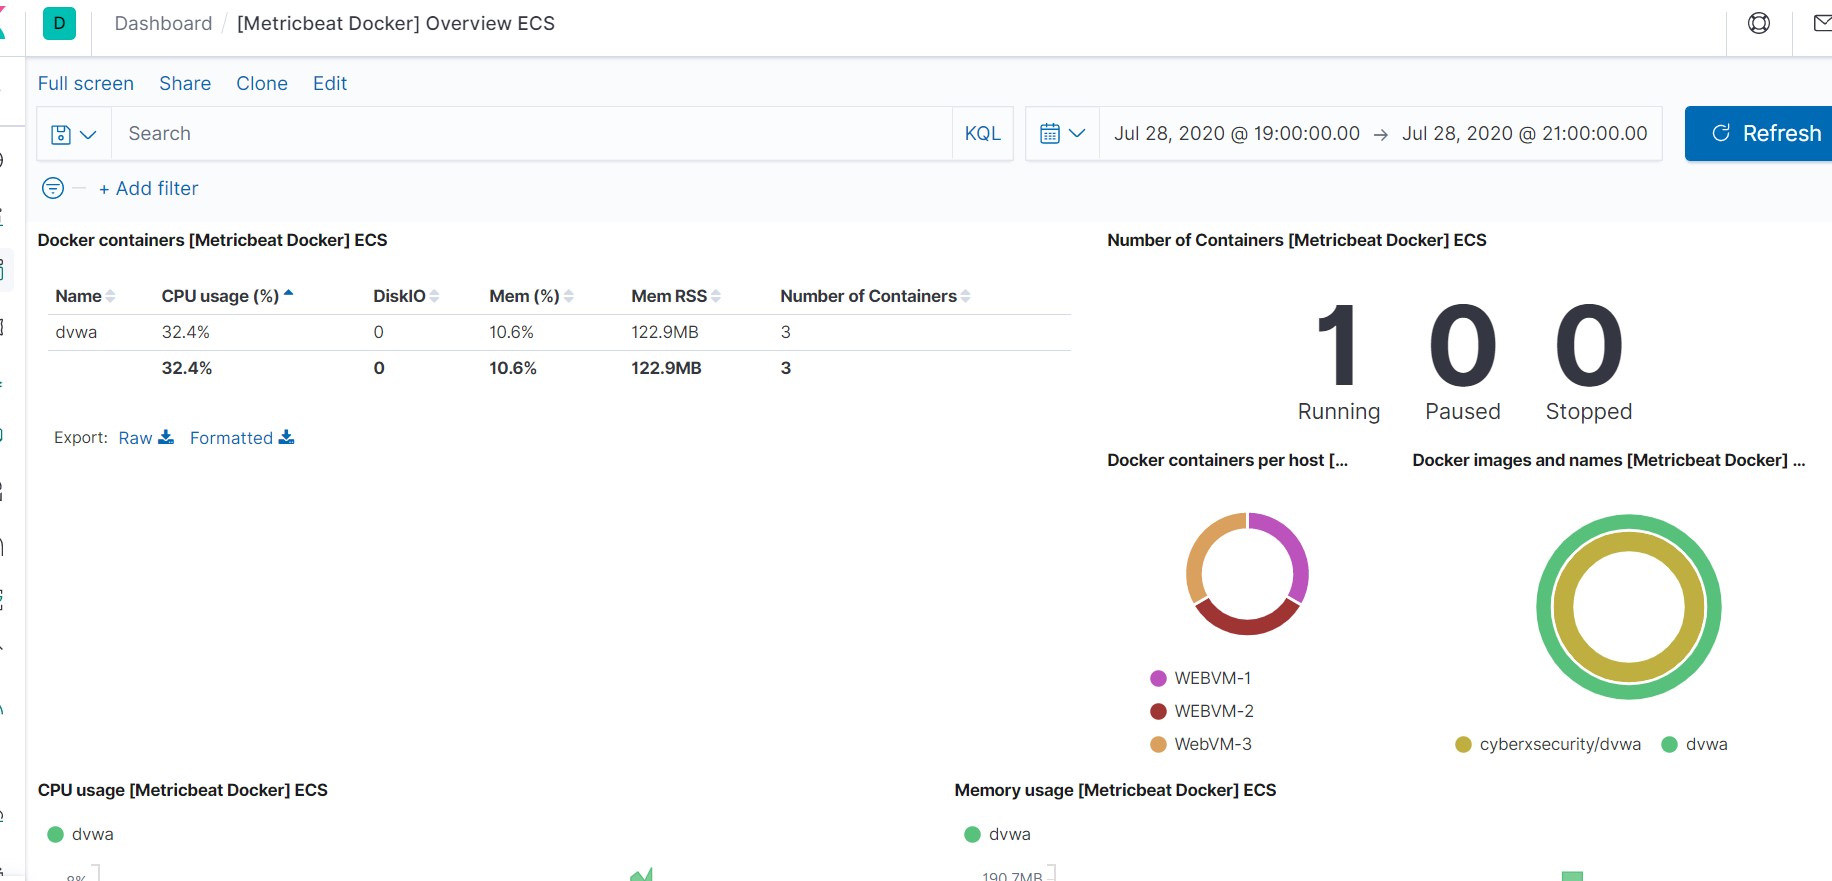 D Dashboard / [Metricbeat Docker] Overview ECS
Full screen Share Clone Edit
Search KQL Jul 28, 2020 @ 19:00:00.00 → Jul 28, 2020 @ 21:00:00.00 Refresh
+ Add filter
Docker containers [Metricbeat Docker] ECS
Name CPU usage (%) DiskIO Mem (%) Mem RSS Number of Containers
dvwa 32.4% 0 10.6% 122.9MB 3
32.4% 0 10.6% 122.9MB 3
Export: Raw Formatted
Number of Containers [Metricbeat Docker] ECS
1 0 0
Running Paused Stopped
Docker containers per host [...
WEBVM-1
WEBVM-2
WebVM-3
Docker images and names [Metricbeat Docker] ...
cyberxsecurity/dvwa dvwa
CPU usage [Metricbeat Docker] ECS
dvwa
8%
Memory usage [Metricbeat Docker] ECS
dvwa
190.7MB